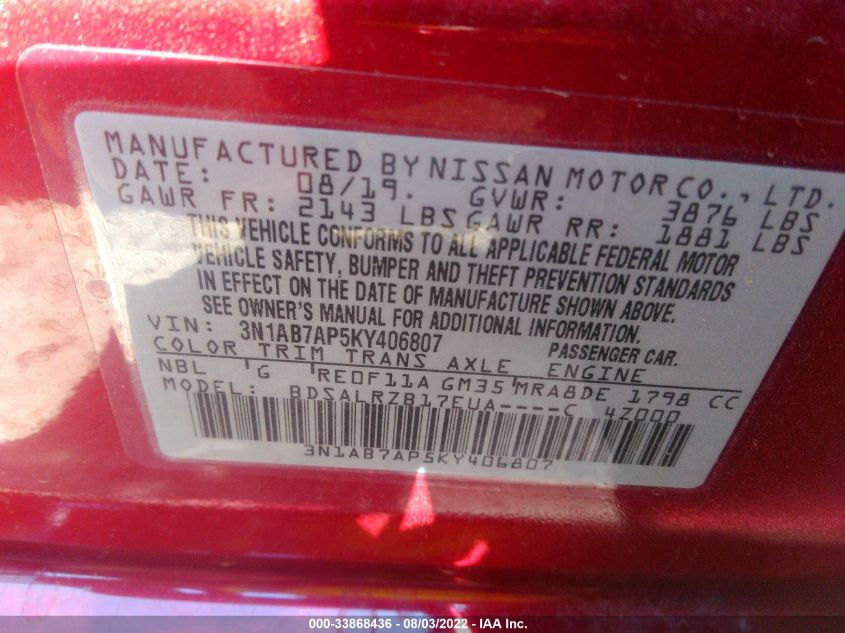 MANUFACTURED BY NISSAN MOTOR CO., LTD.
DATE: 08/19. GVWR: 3876 LBS
GAWR FR: 2143 LBS GAWR RR: 1881 LBS
THIS VEHICLE CONFORMS TO ALL APPLICABLE FEDERAL MOTOR
VEHICLE SAFETY, BUMPER AND THEFT PREVENTION STANDARDS
IN EFFECT ON THE DATE OF MANUFACTURE SHOWN ABOVE.
SEE OWNER'S MANUAL FOR ADDITIONAL INFORMATION.
VIN: 3N1AB7AP5KY406807 PASSENGER CAR.
COLOR TRIM TRANS AXLE ENGINE
NBL G RE0F11A GM35 MRA8DE 1798 CC
MODEL: BDSALRZB17EUA----C 4Z000
3N1AB7AP5KY406807
000-33868436 - 08/03/2022 - IAA Inc.